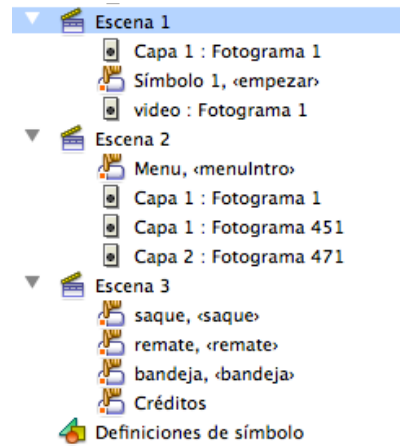 Escena 1
Capa 1 : Fotograma 1
Símbolo 1, ‹empezar›
video : Fotograma 1
Escena 2
Menu, ‹menuIntro›
Capa 1 : Fotograma 1
Capa 1 : Fotograma 451
Capa 2 : Fotograma 471
Escena 3
saque, ‹saque›
remate, ‹remate›
bandeja, ‹bandeja›
Créditos
Definiciones de símbolo